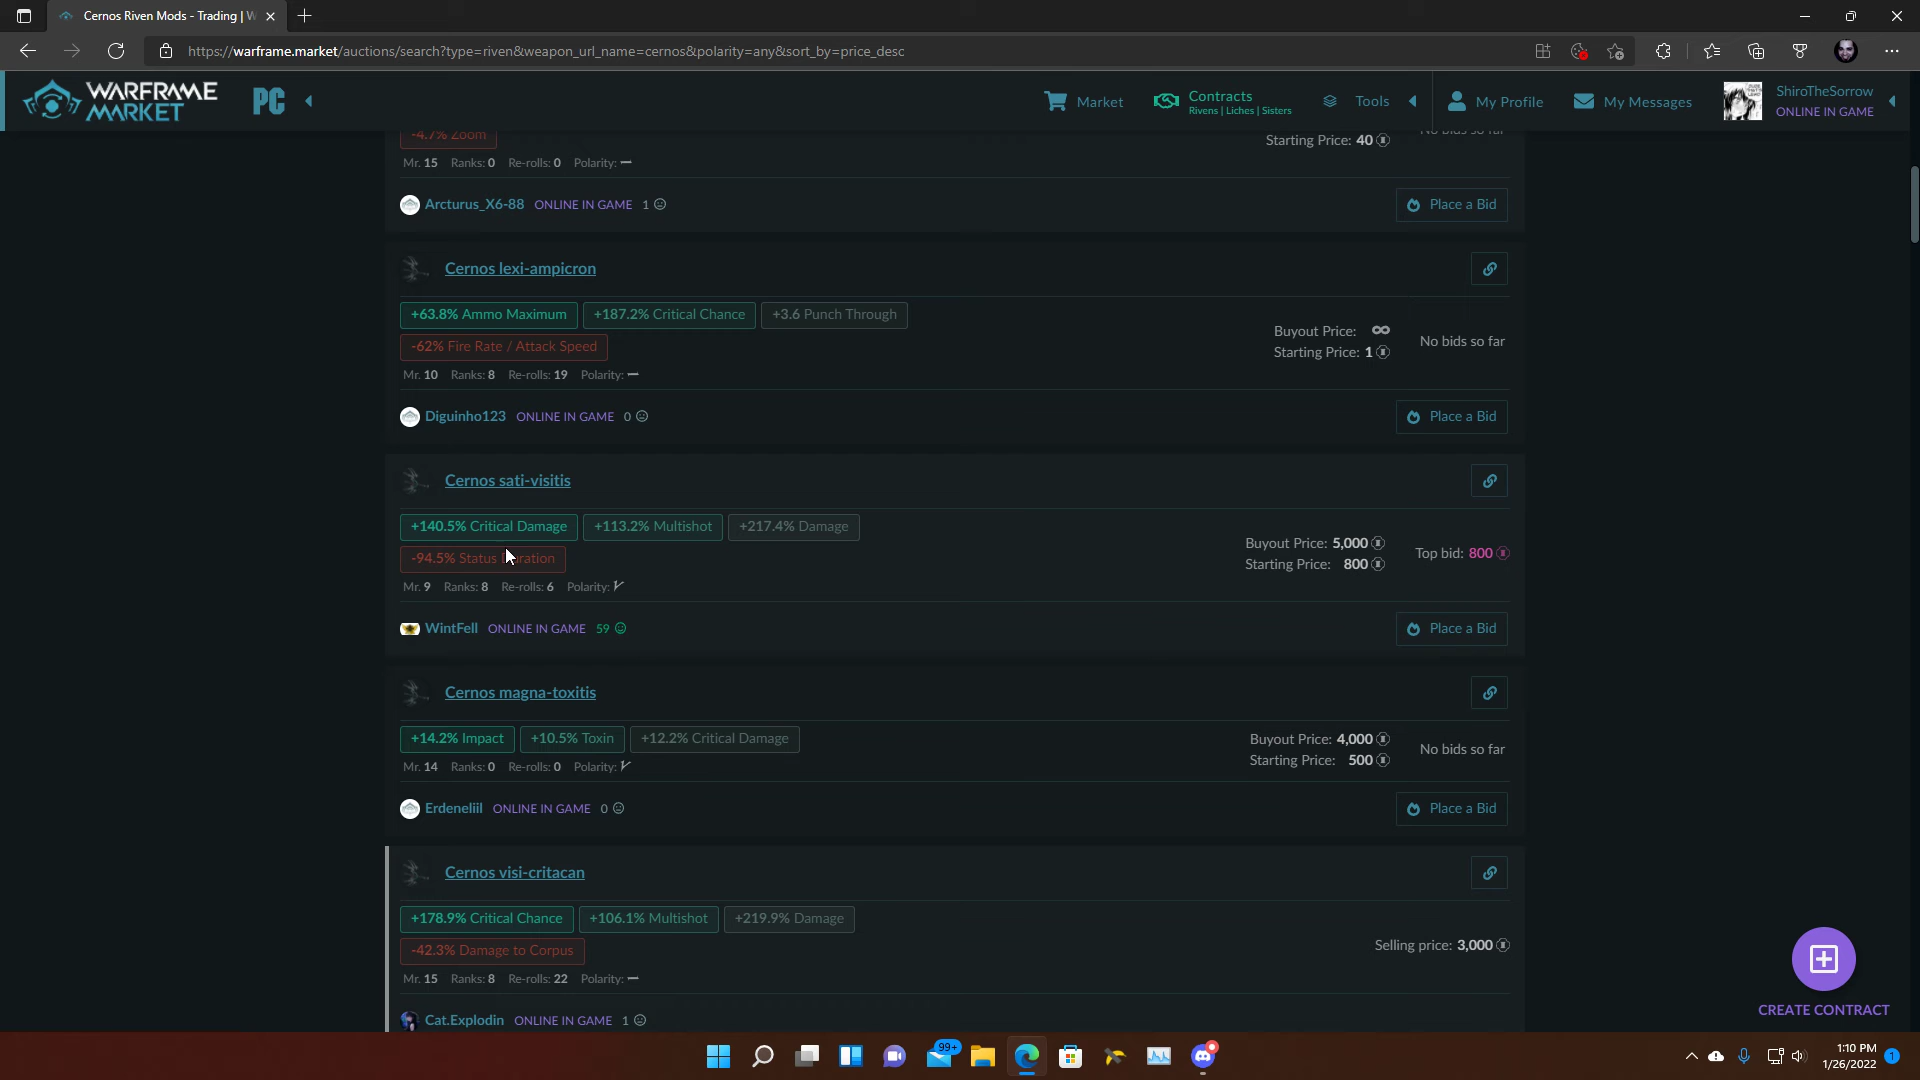 Cernos Riven Mods - Trading | W
https://warframe.market/auctions/search?type=riven&weapon_url_name=cernos&polarity=any&sort_by=price_desc
WARFRAME MARKET
PC
Market
Contracts
Rivens | Liches | Sisters
Tools
My Profile
My Messages
ShiroTheSorrow
ONLINE IN GAME
-4.7% Zoom
Starting Price: 40
No bids so far
Mr. 15 Ranks: 0 Re-rolls: 0 Polarity:
Arcturus_X6-88 ONLINE IN GAME 1
Place a Bid
Cernos lexi-ampicron
+63.8% Ammo Maximum +187.2% Critical Chance +3.6 Punch Through
-62% Fire Rate / Attack Speed
Buyout Price: ∞
Starting Price: 1
No bids so far
Mr. 10 Ranks: 8 Re-rolls: 19 Polarity:
Diguinho123 ONLINE IN GAME 0
Place a Bid
Cernos sati-visitis
+140.5% Critical Damage +113.2% Multishot +217.4% Damage
-94.5% Status Duration
Buyout Price: 5,000
Starting Price: 800
Top bid: 800
Mr. 9 Ranks: 8 Re-rolls: 6 Polarity:
WintFell ONLINE IN GAME 59
Place a Bid
Cernos magna-toxitis
+14.2% Impact +10.5% Toxin +12.2% Critical Damage
Buyout Price: 4,000
Starting Price: 500
No bids so far
Mr. 14 Ranks: 0 Re-rolls: 0 Polarity:
Erdeneliil ONLINE IN GAME 0
Place a Bid
Cernos visi-critacan
+178.9% Critical Chance +106.1% Multishot +219.9% Damage
-42.3% Damage to Corpus
Selling price: 3,000
Mr. 15 Ranks: 8 Re-rolls: 22 Polarity:
Cat.Explodin ONLINE IN GAME 1
CREATE CONTRACT
99+
1:10 PM
1/26/2022
1